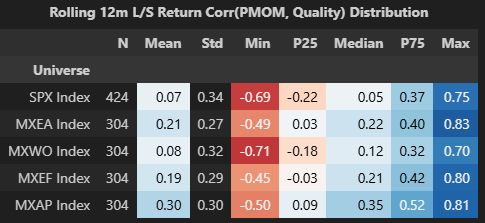 Rolling 12m L/S Return Corr(PMOM, Quality) Distribution
N Mean Std Min P25 Median P75 Max
Universe
SPX Index 424 0.07 0.34 -0.69 -0.22 0.05 0.37 0.75
MXEA Index 304 0.21 0.27 -0.49 0.03 0.22 0.40 0.83
MXWO Index 304 0.08 0.32 -0.71 -0.18 0.12 0.32 0.70
MXEF Index 304 0.19 0.29 -0.45 -0.03 0.21 0.42 0.80
MXAP Index 304 0.30 0.30 -0.50 0.09 0.35 0.52 0.81